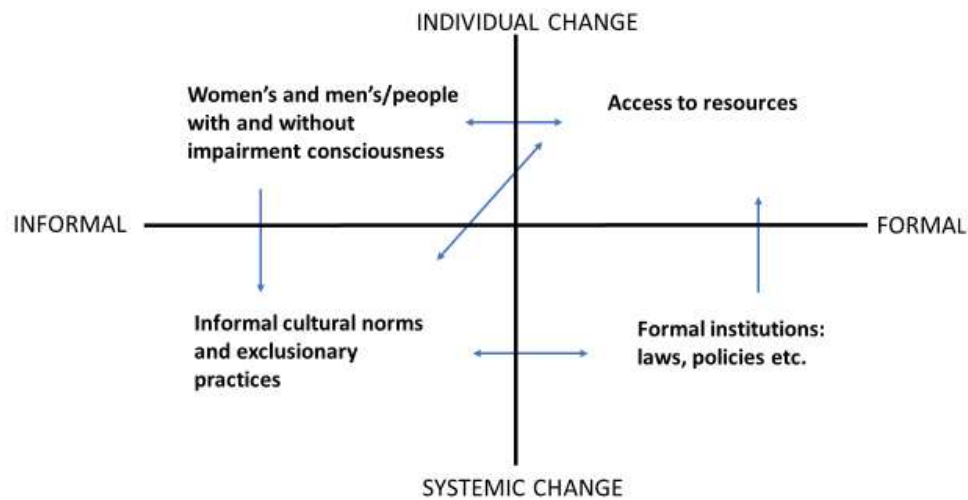 INDIVIDUAL CHANGE
Women's and men's/people
with and without
impairment consciousness
Access to resources
INFORMAL
FORMAL
Informal cultural norms
and exclusionary
practices
Formal institutions:
laws, policies etc.
SYSTEMIC CHANGE